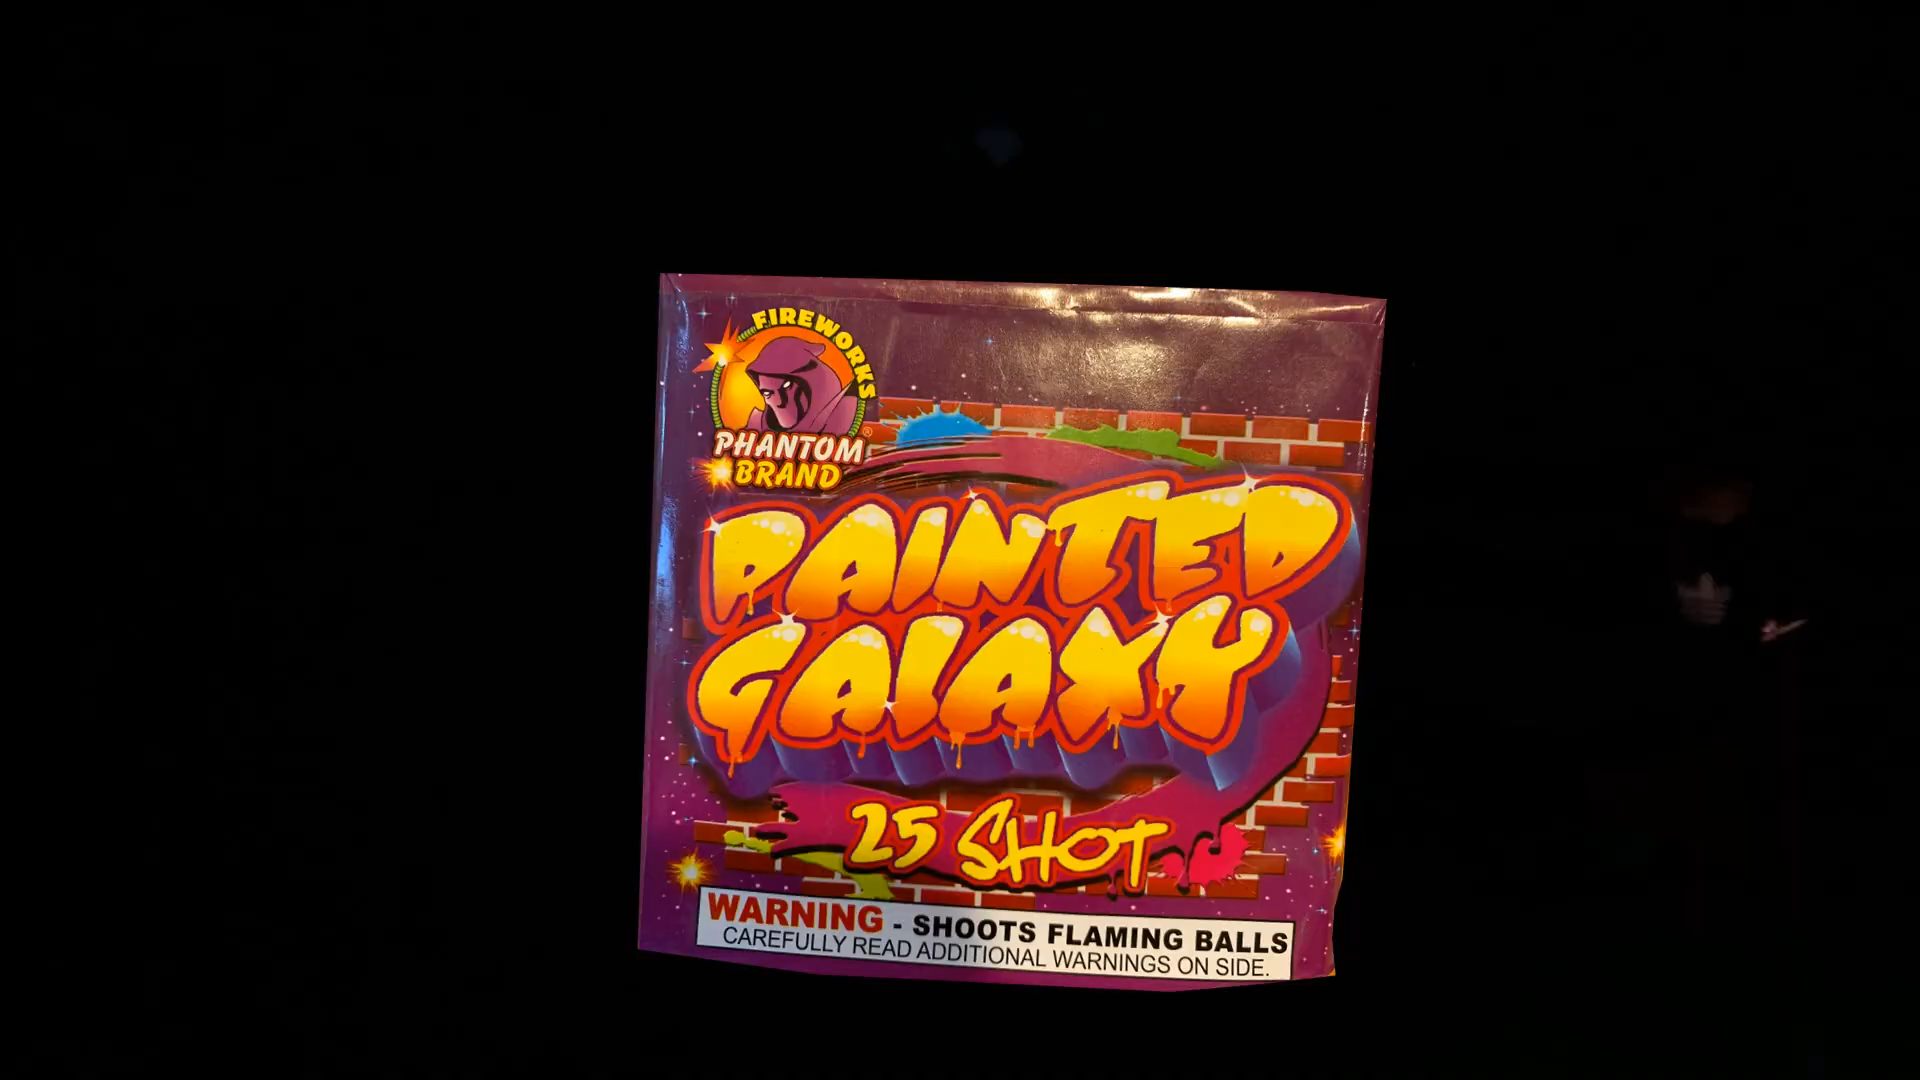 FIREWORKS
PHANTOM
BRAND
PAINTED
GALAXY
25 SHOT
WARNING - SHOOTS FLAMING BALLS
CAREFULLY READ ADDITIONAL WARNINGS ON SIDE.